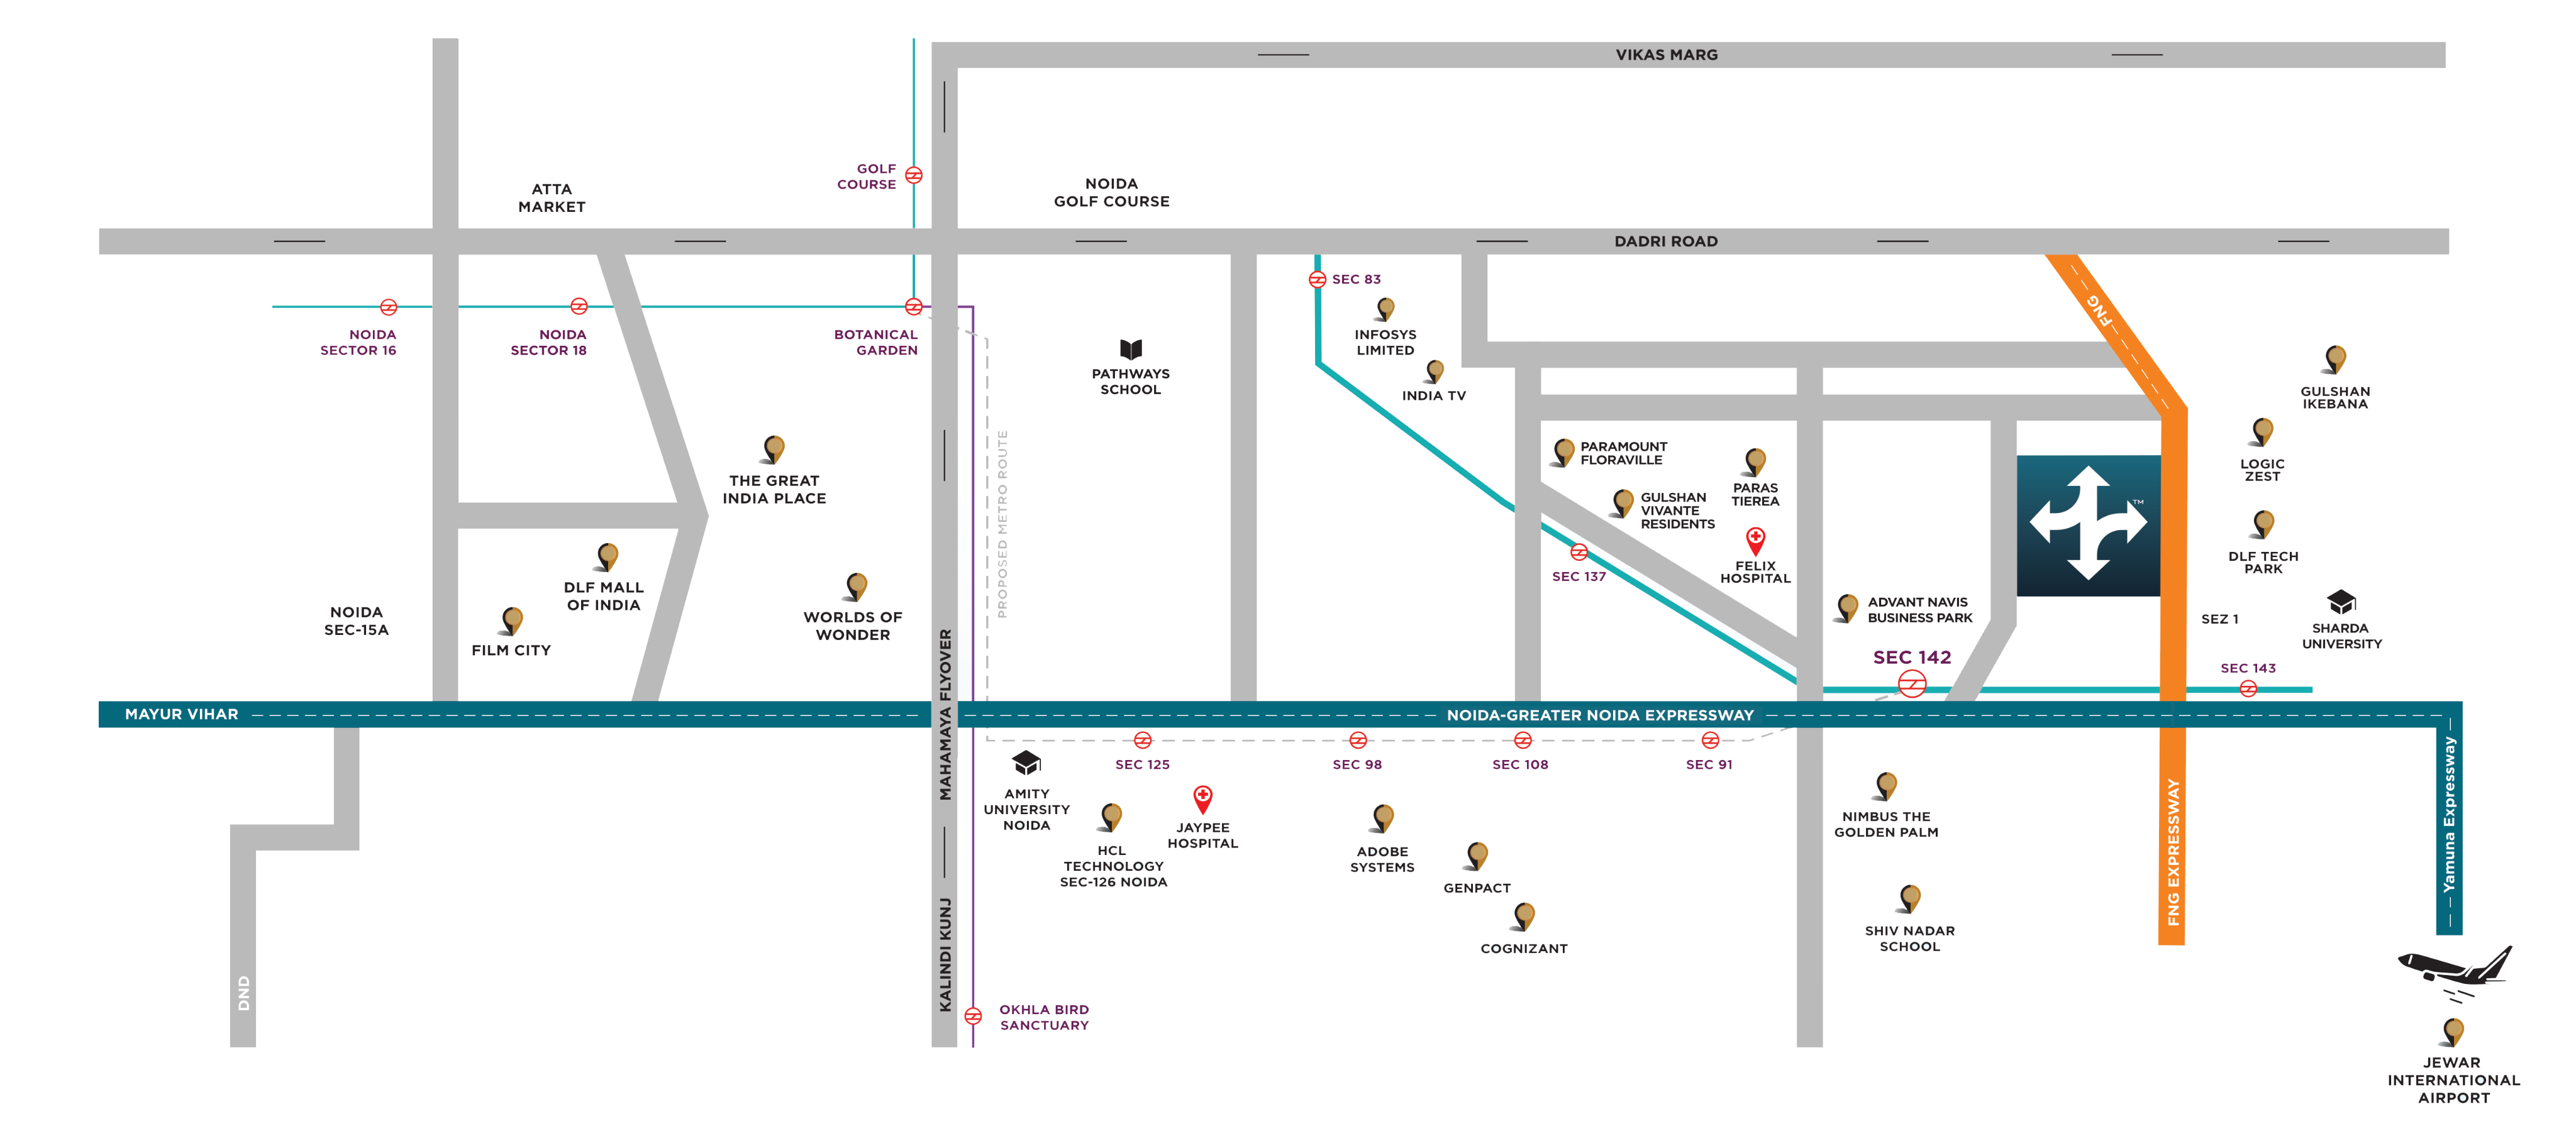 VIKAS MARG
GOLF
COURSE
ATTA
MARKET
NOIDA
GOLF COURSE
DADRI ROAD
SEC 83
FNG
NOIDA
SECTOR 16
NOIDA
SECTOR 18
BOTANICAL
GARDEN
INFOSYS
LIMITED
PATHWAYS
SCHOOL
INDIA TV
GULSHAN
IKEBANA
THE GREAT
INDIA PLACE
PROPOSED METRO ROUTE
PARAMOUNT
FLORAVILLE
PARAS
TIEREA
GULSHAN
VIVANTE
RESIDENTS
LOGIC
ZEST
TM
SEC 137
FELIX
HOSPITAL
DLF TECH
PARK
DLF MALL
OF INDIA
NOIDA
SEC-15A
FILM CITY
WORLDS OF
WONDER
ADVANT NAVIS
BUSINESS PARK
SEZ 1
SHARDA
UNIVERSITY
SEC 142
SEC 143
MAYUR VIHAR
MAHAMAYA FLYOVER
NOIDA-GREATER NOIDA EXPRESSWAY
SEC 125
SEC 98
SEC 108
SEC 91
AMITY
UNIVERSITY
NOIDA
HCL
TECHNOLOGY
SEC-126 NOIDA
JAYPEE
HOSPITAL
ADOBE
SYSTEMS
GENPACT
COGNIZANT
NIMBUS THE
GOLDEN PALM
SHIV NADAR
SCHOOL
FNG EXPRESSWAY
Yamuna Expressway
DND
KALINDI KUNJ
OKHLA BIRD
SANCTUARY
JEWAR
INTERNATIONAL
AIRPORT